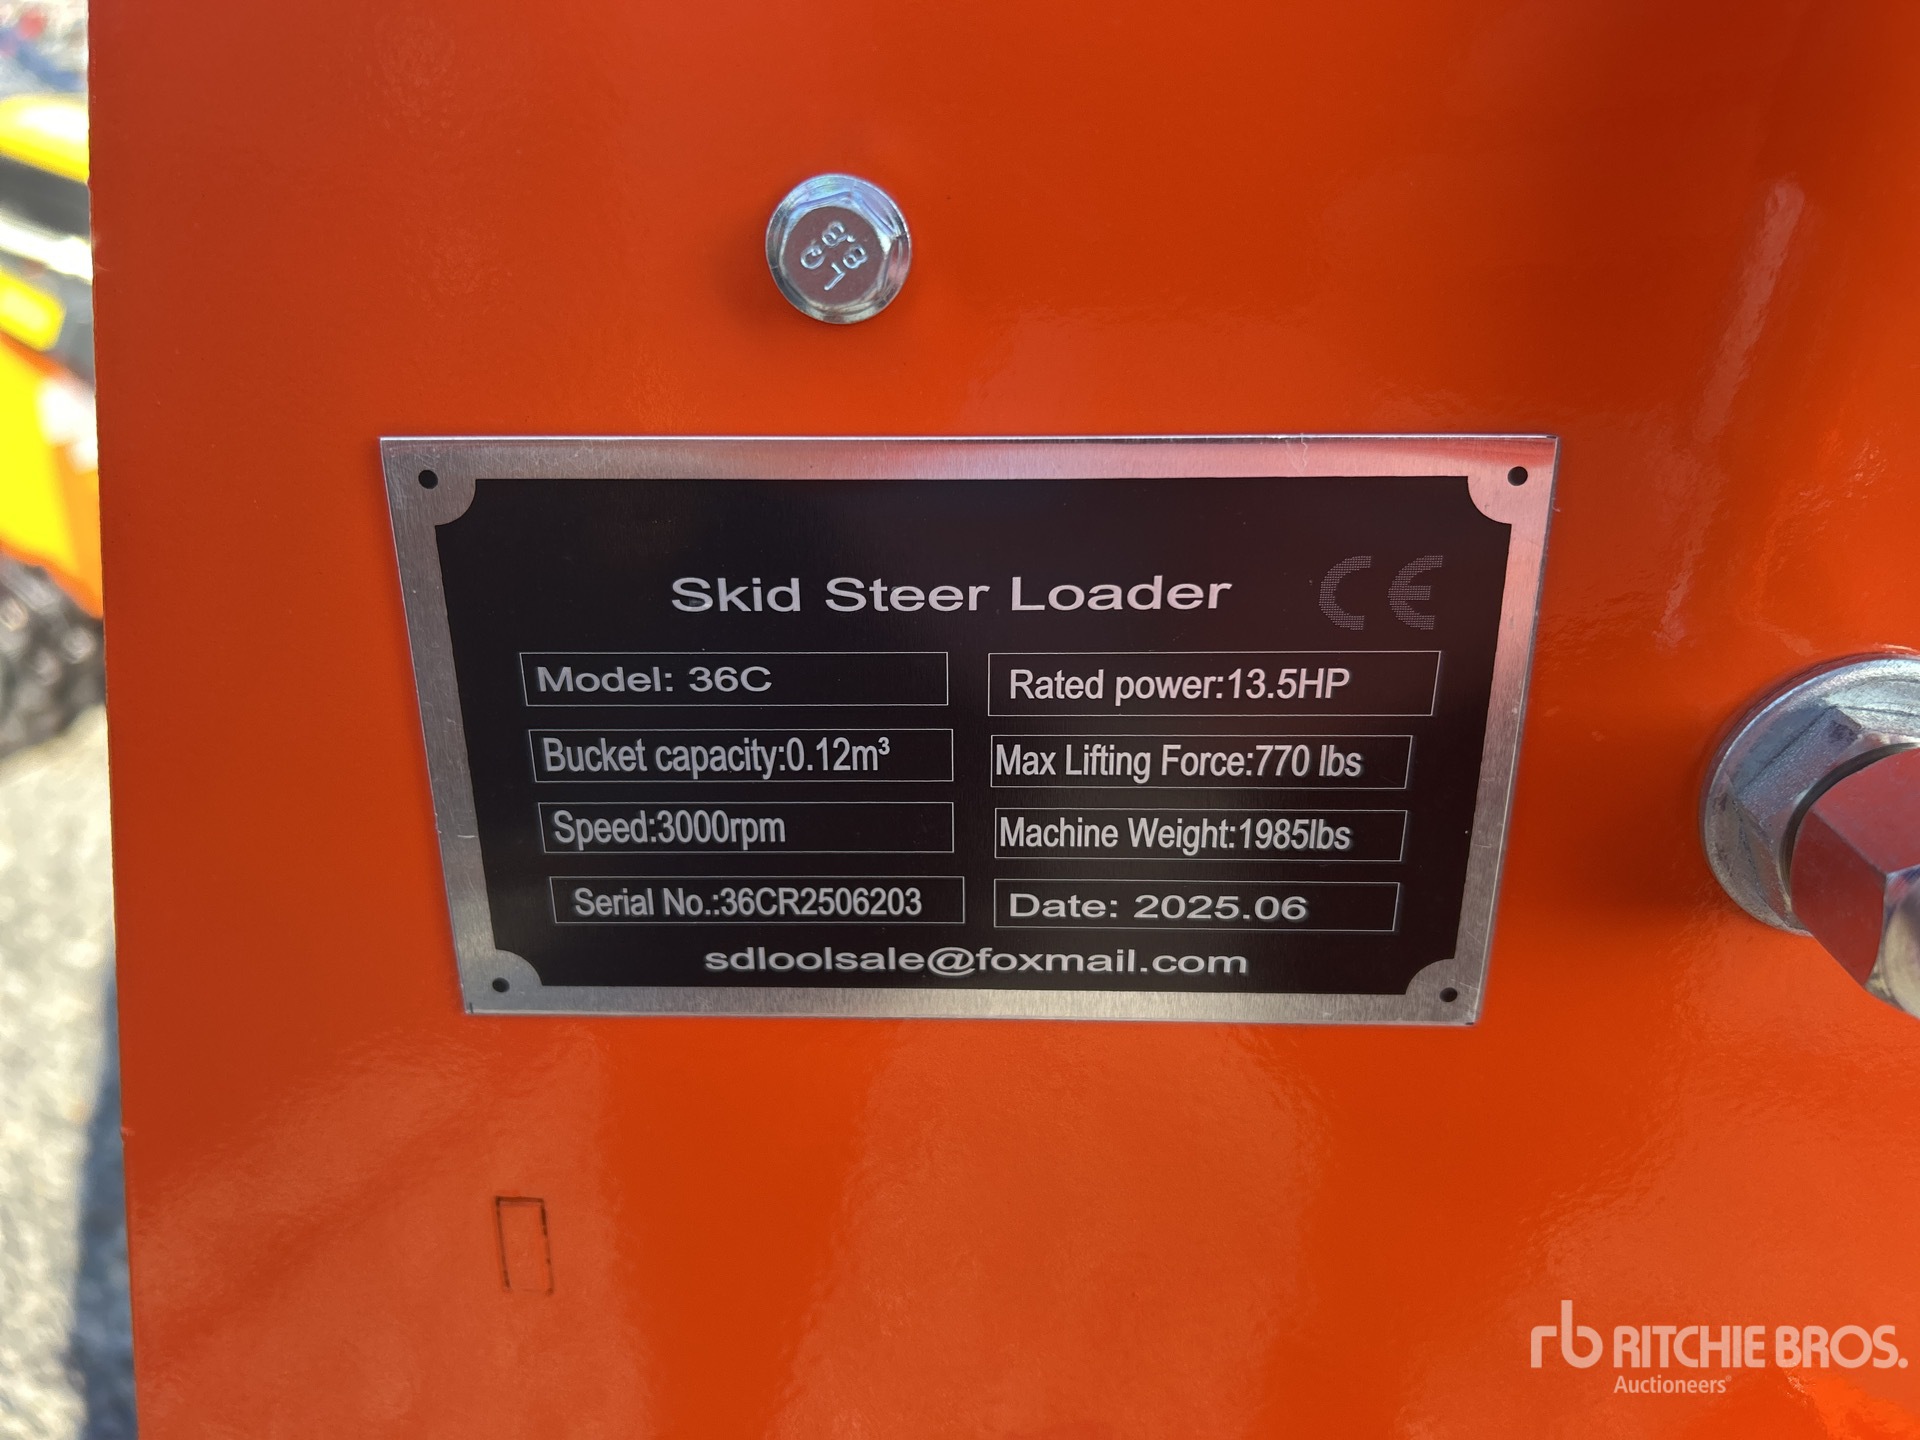 8.8
CPL
Skid Steer Loader CE
Model: 36C
Rated power:13.5HP
Bucket capacity:0.12m³
Max Lifting Force:770 lbs
Speed:3000rpm
Machine Weight:1985lbs
Serial No.:36CR2506203
Date: 2025.06
sdloolsale@foxmail.com
rb RITCHIE BROS.
Auctioneers